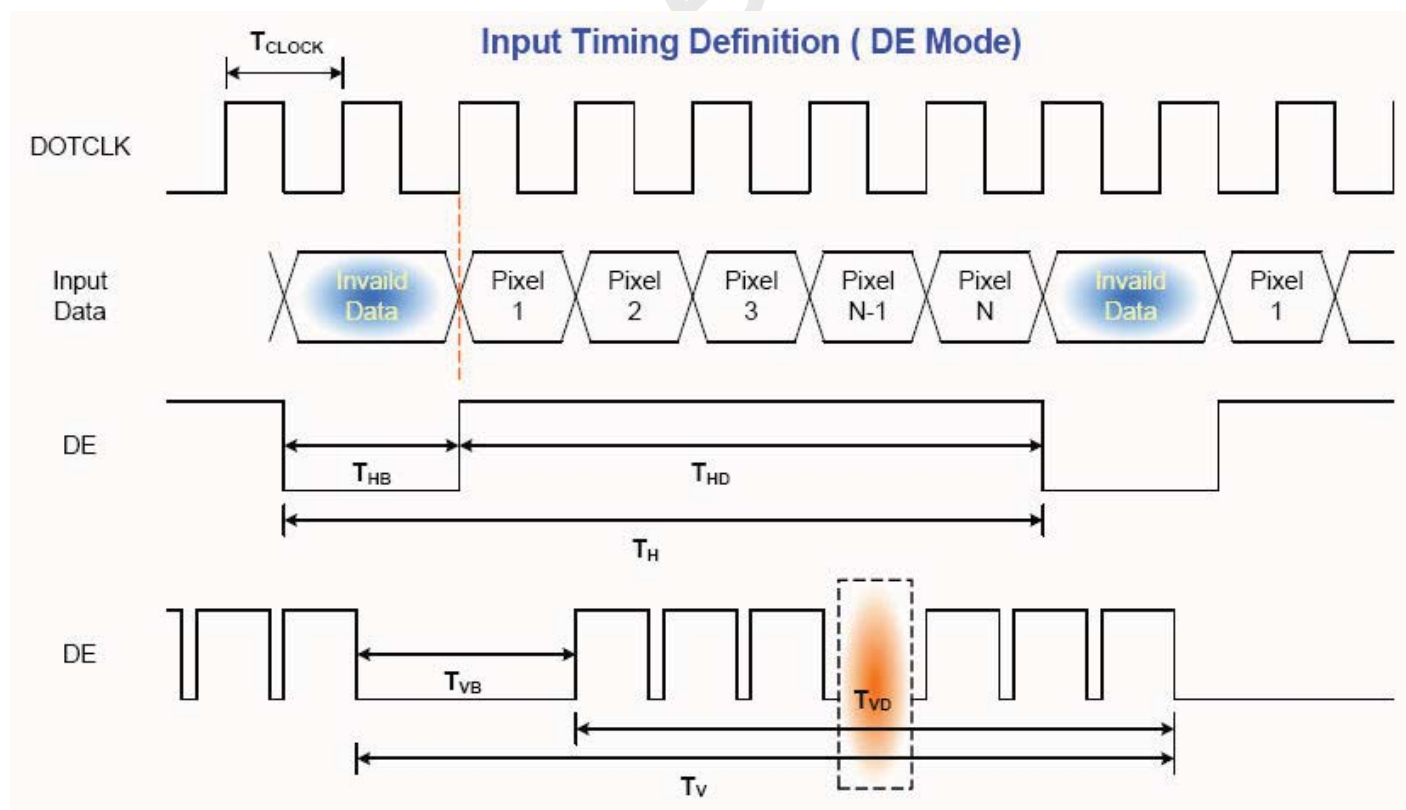 Input Timing Definition ( DE Mode)
TCLOCK
DOTCLK
Input
Data
Invaild
Data
Pixel
1
Pixel
2
Pixel
3
Pixel
N-1
Pixel
N
Invaild
Data
Pixel
1
DE
THB
THD
TH
DE
TVB
TVD
TV